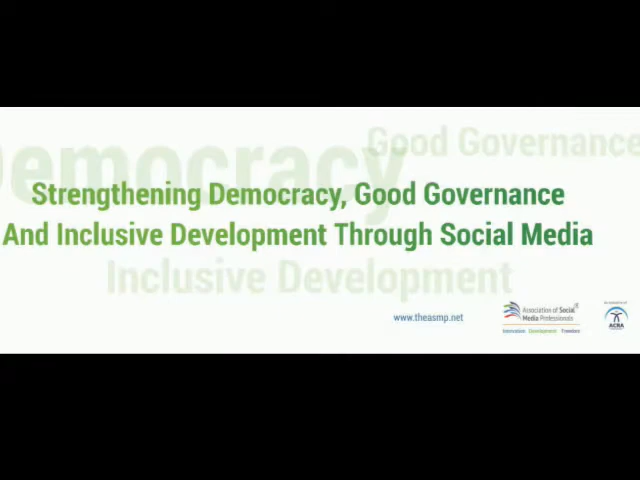 Democracy
Good Governance
Strengthening Democracy, Good Governance
And Inclusive Development Through Social Media
Inclusive Development
www.theasmp.net
Association of Social
Media Professionals
Innovation Development Freedom
ACRA